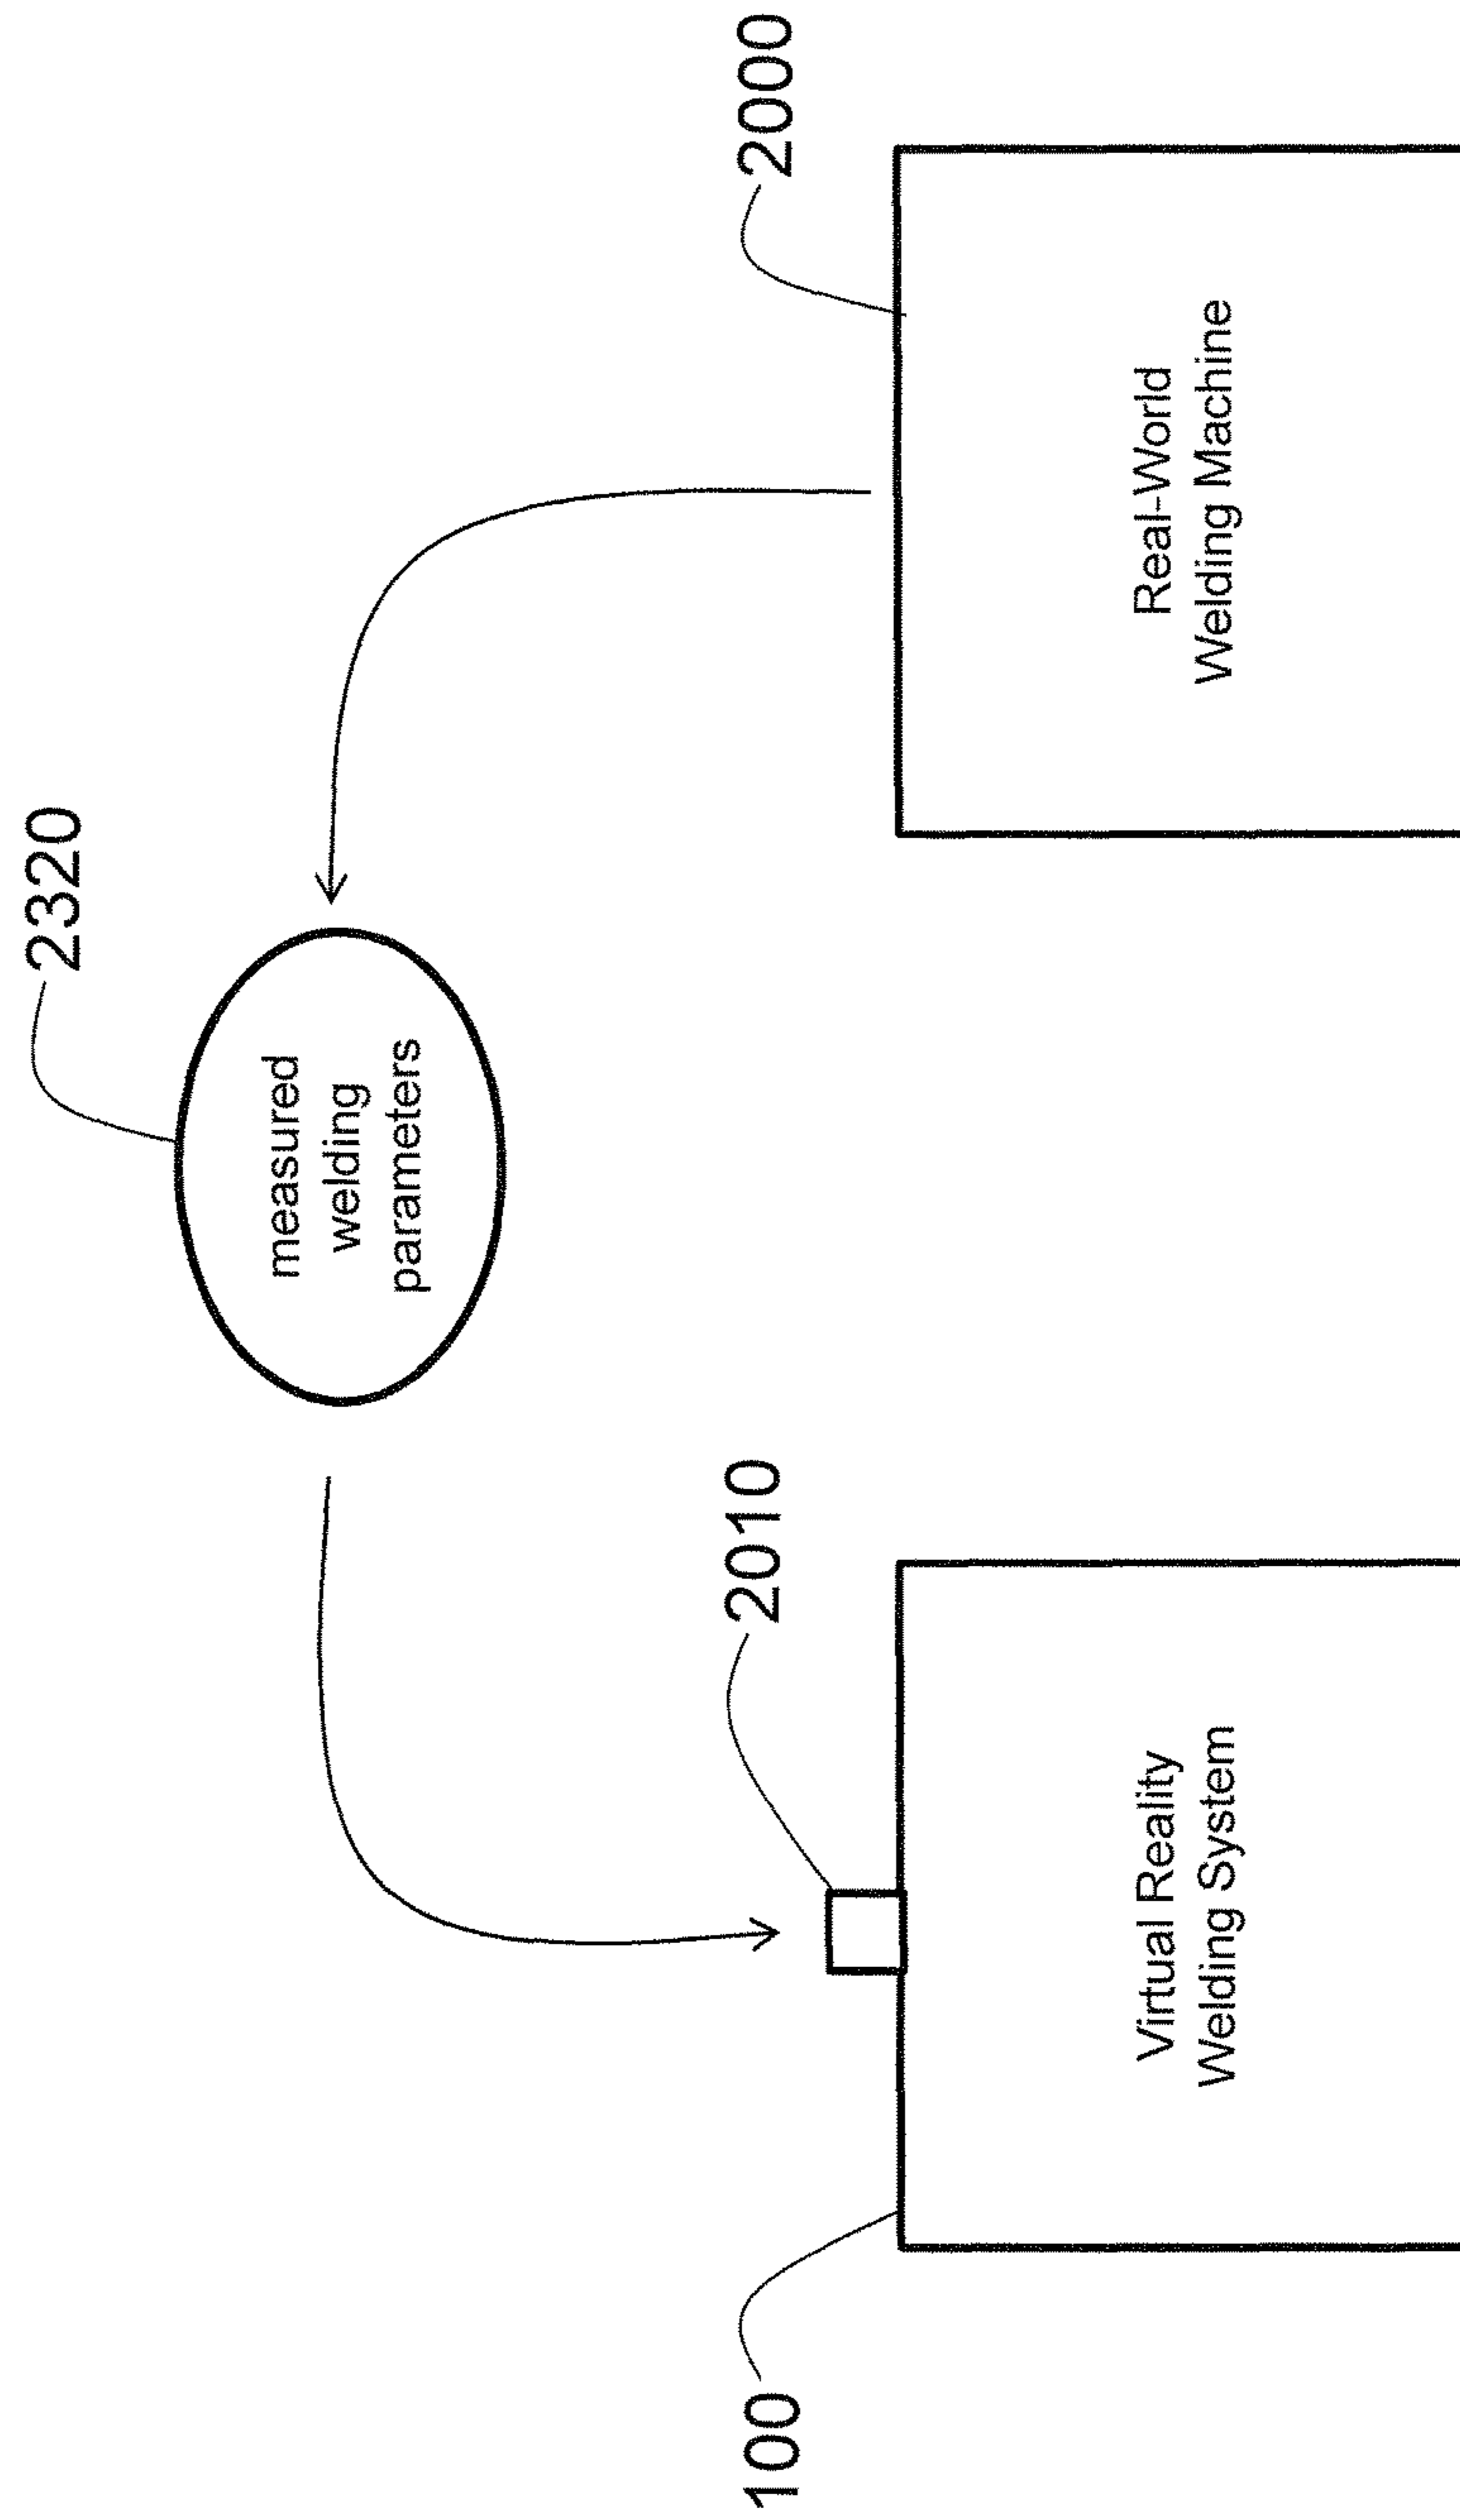 2320
measured
welding
parameters
100
2010
2000
Virtual Reality
Welding System
Real-World
Welding Machine